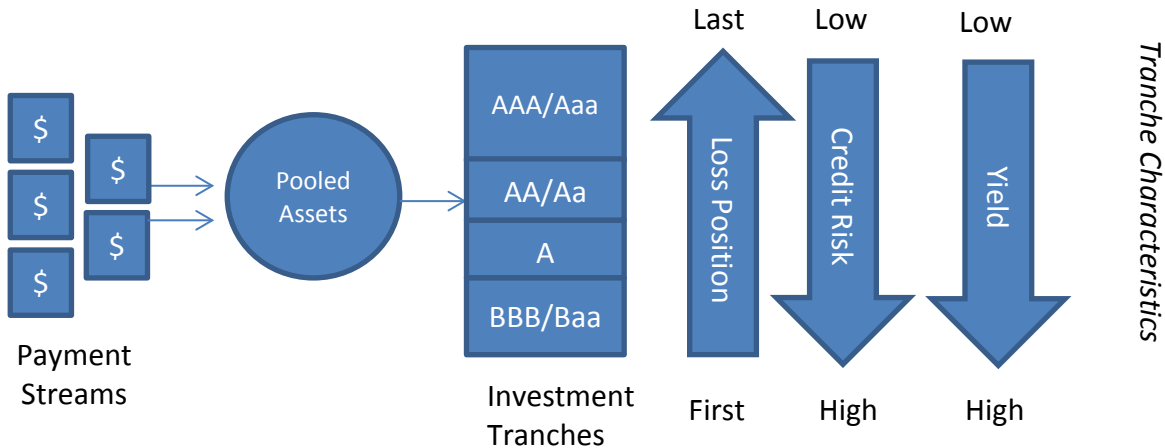 $
$
$
$
$
Payment
Streams
Pooled
Assets
AAA/Aaa
AA/Aa
A
BBB/Baa
Investment
Tranches
Last
Loss Position
First
Low
Credit Risk
High
Low
Yield
High
Tranche Characteristics